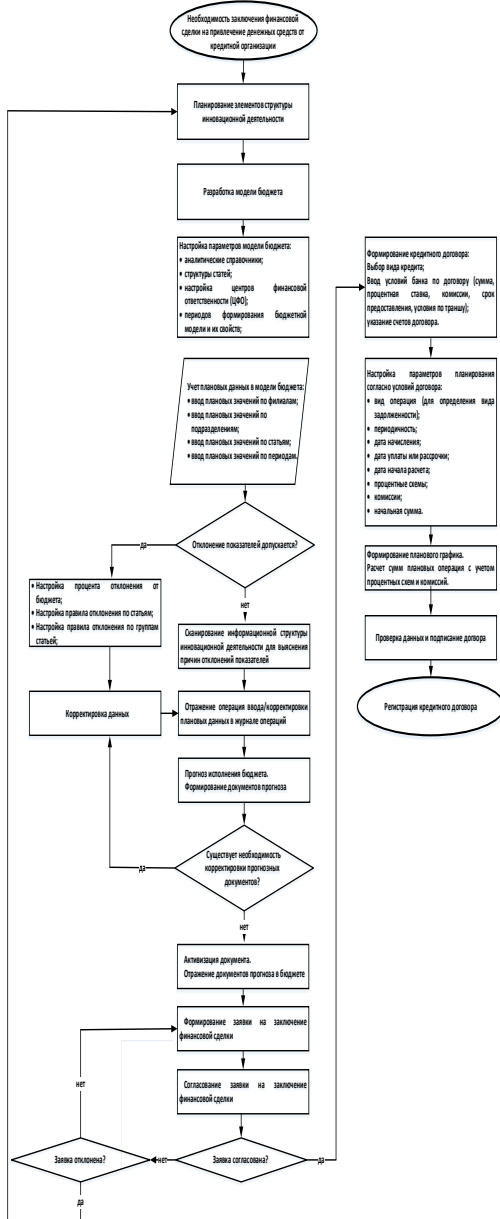 Необходимость заключения финансовой
сделки на привлечение денежных средств от
кредитной организации
Планирование элементов структуры
инновационной деятельности
Разработка модели бюджета
Настройка параметров модели бюджета:
• аналитические справочники;
• структуры статей;
• настройка центров финансовой
ответственности (ЦФО);
• периодов формирования бюджетной
модели и их свойств;
Учет плановых данных в модели бюджета:
• ввод плановых значений по филиалам;
• ввод плановых значений по
подразделениям;
• ввод плановых значений по статьям;
• ввод плановых значений по периодам.
Отклонение показателей допускается?
да
нет
• Настройка процента отклонения от
бюджета;
• Настройка правила отклонения по статьям;
• Настройка правила отклонения по группам
статьей;
Сканирование информационной структуры
инновационной деятельности для выяснения
причин отклонений показателей
Корректировка данных
Отражение операция ввода/корректировки
плановых данных в журнале операций
Прогноз исполнения бюджета.
Формирование документов прогноза
Существует необходимость
корректировки прогнозных
документов?
да
нет
Активизация документа.
Отражение документов прогноза в бюджете
Формирование заявки на заключение
финансовой сделки
Согласование заявки на заключение
финансовой сделки
Заявка согласована?
да
нет
Заявка отклонена?
нет
да
Формирование кредитного договора:
Выбор вида кредита;
Ввод условий банка по договору (сумма,
процентная ставка, комиссии, срок
предоставления, условия по траншу);
указание счетов договора.
Настройка параметров планирования
согласно условий договора:
• вид операция (для определения вида
задолженности);
• периодичность;
• дата начисления;
• дата уплаты или рассрочки;
• дата начала расчета;
• процентные схемы;
• комиссии;
• начальная сумма.
Формирование планового графика.
Расчет сумм плановых операция с учетом
процентных схем и комиссий.
Проверка данных и подписание договра
Регистрация кредитного договора